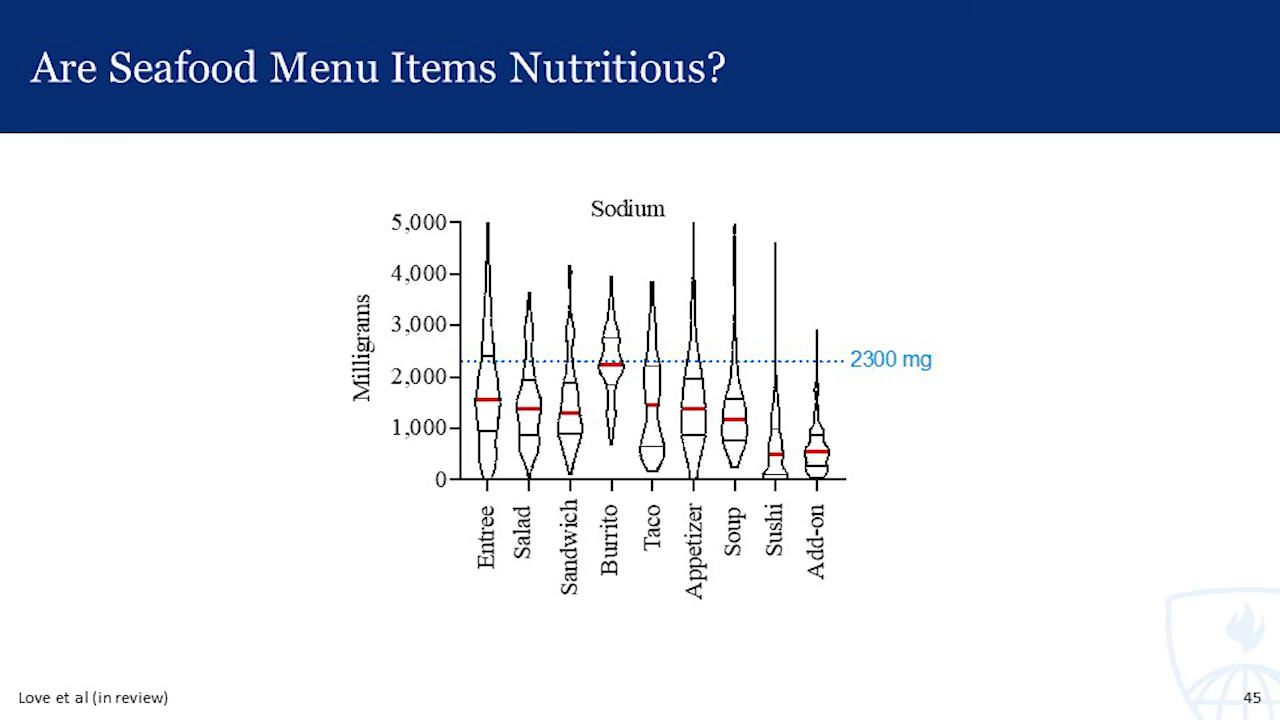 Are Seafood Menu Items Nutritious?
Sodium
Milligrams
5,000
4,000
3,000
2,000
1,000
0
2300 mg
Entree
Salad
Sandwich
Burrito
Taco
Appetizer
Soup
Sushi
Add-on
Love et al (in review)
45